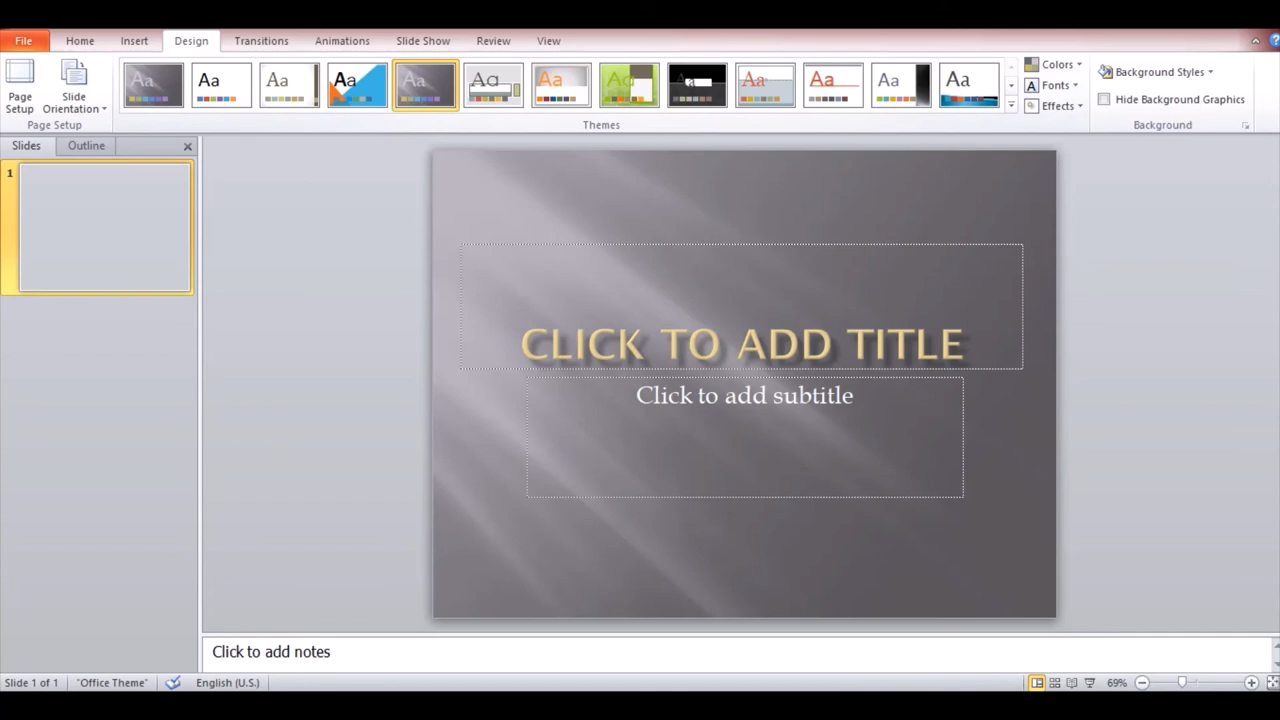 File Home Insert Design Transitions Animations Slide Show Review View
Page Setup
Slide Orientation
Aa Aa Aa Aa Aa Aa Aa Aa Aa Aa Aa Aa Aa
Colors
Fonts
Effects
Background Styles
Hide Background Graphics
Page Setup Themes Background
Slides Outline
1
CLICK TO ADD TITLE
Click to add subtitle
Click to add notes
Slide 1 of 1 "Office Theme" English (U.S.) 69%